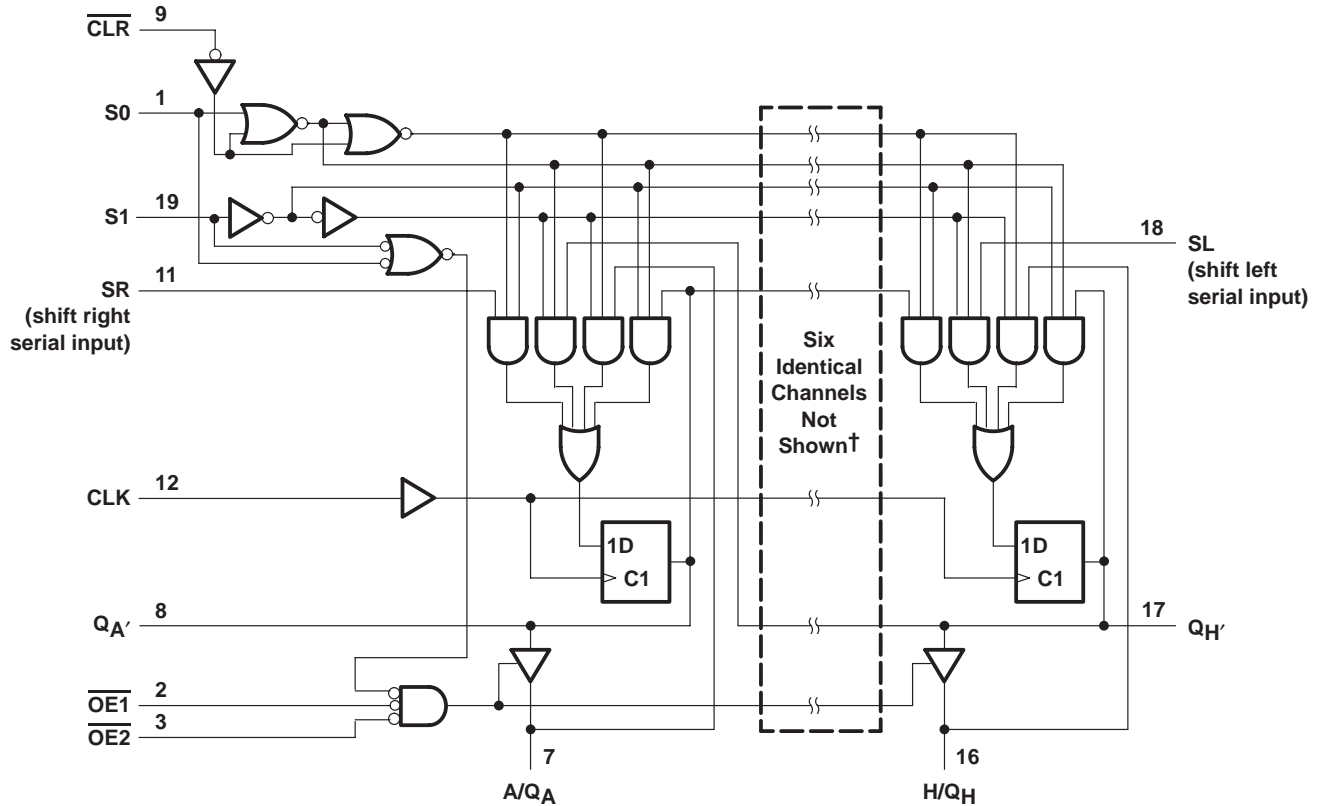 CLR
9
S0
1
S1
19
SR
11
(shift right
serial input)
18
SL
(shift left
serial input)
Six
Identical
Channels
Not
Shown†
CLK
12
1D
C1
1D
C1
QA′
8
17
QH′
OE1
2
OE2
3
7
A/QA
16
H/QH